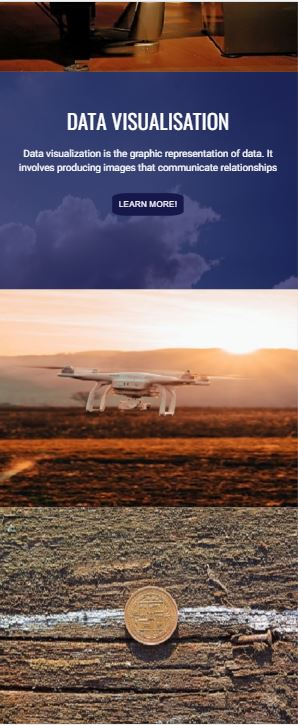 DATA VISUALISATION
Data visualization is the graphic representation of data. It
involves producing images that communicate relationships
LEARN MORE!